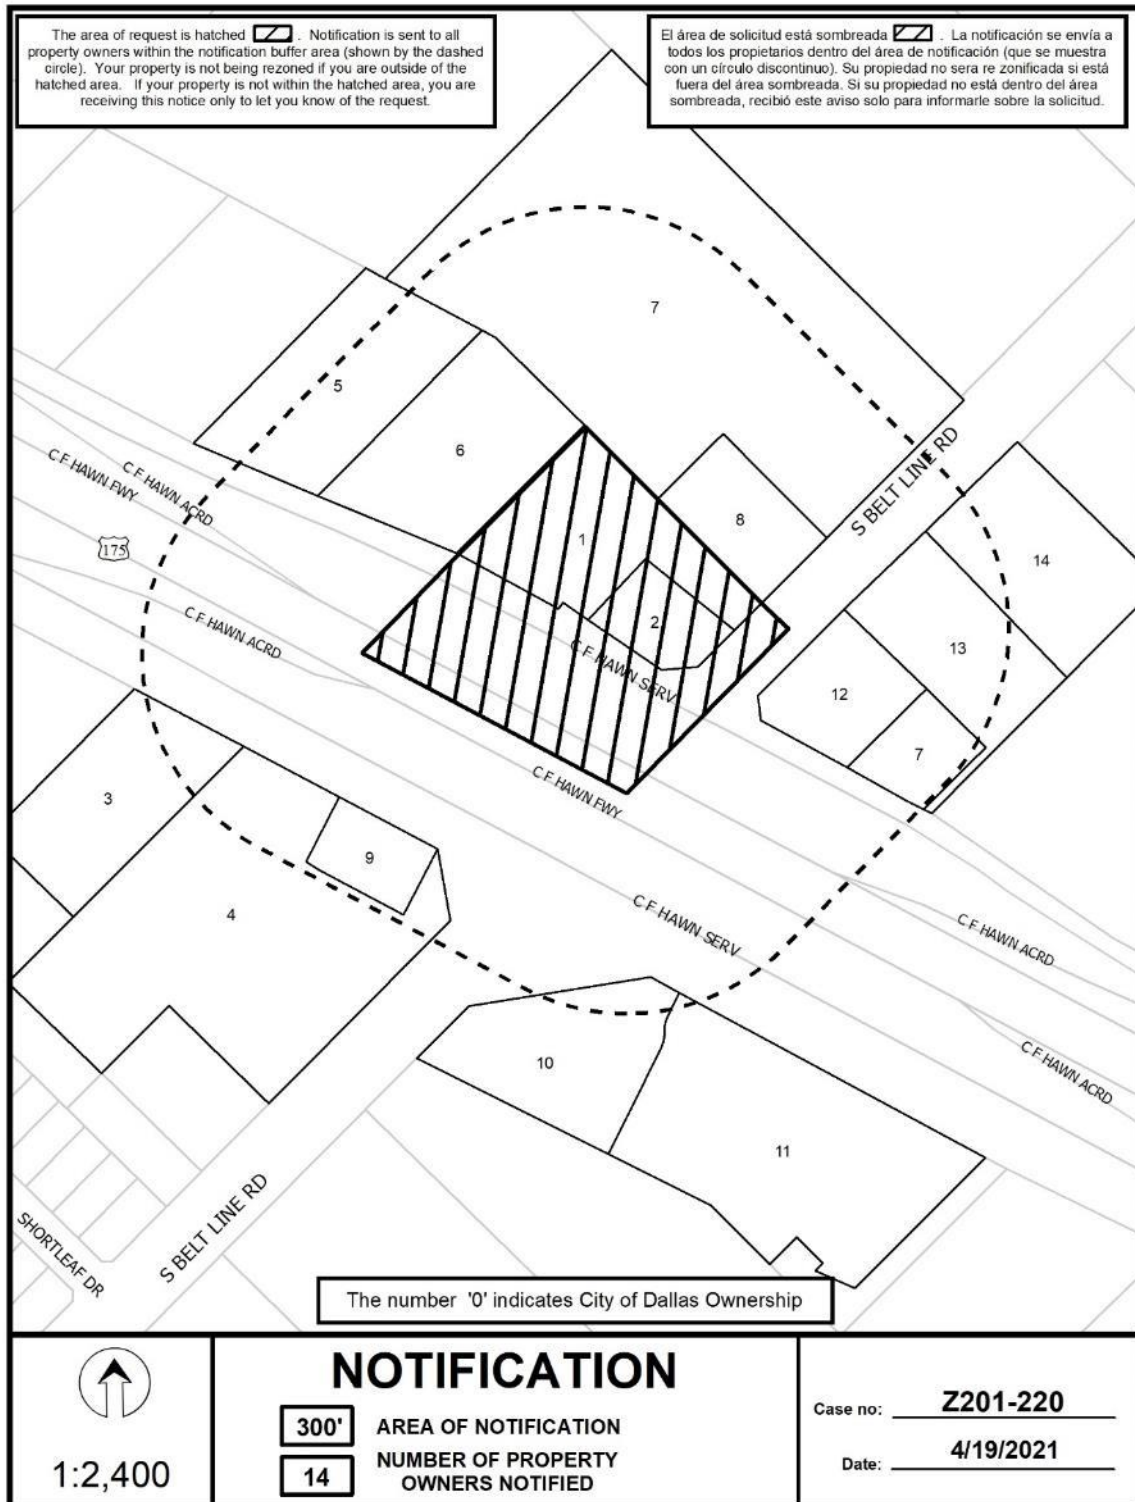 The area of request is hatched . Notification is sent to all
property owners within the notification buffer area (shown by the dashed
circle). Your property is not being rezoned if you are outside of the
hatched area. If your property is not within the hatched area, you are
receiving this notice only to let you know of the request.
El área de solicitud está sombreada . La notificación se envía a
todos los propietarios dentro del área de notificación (que se muestra
con un círculo discontinuo). Su propiedad no sera re zonificada si está
fuera del área sombreada. Si su propiedad no está dentro del área
sombreada, recibió este aviso solo para informarle sobre la solicitud.
7
5
6
C F HAWN FWY
C F HAWN ACRD
S BELT LINE RD
8
1
175
14
C F HAWN ACRD
2
C F HAWN SERV
13
12
7
C F HAWN FWY
3
9
4
C F HAWN SERV
C F HAWN ACRD
10
C F HAWN ACRD
11
S BELT LINE RD
SHORTLEAF DR
The number '0' indicates City of Dallas Ownership
1:2,400
NOTIFICATION
300' AREA OF NOTIFICATION
14 NUMBER OF PROPERTY
OWNERS NOTIFIED
Case no: Z201-220
Date: 4/19/2021